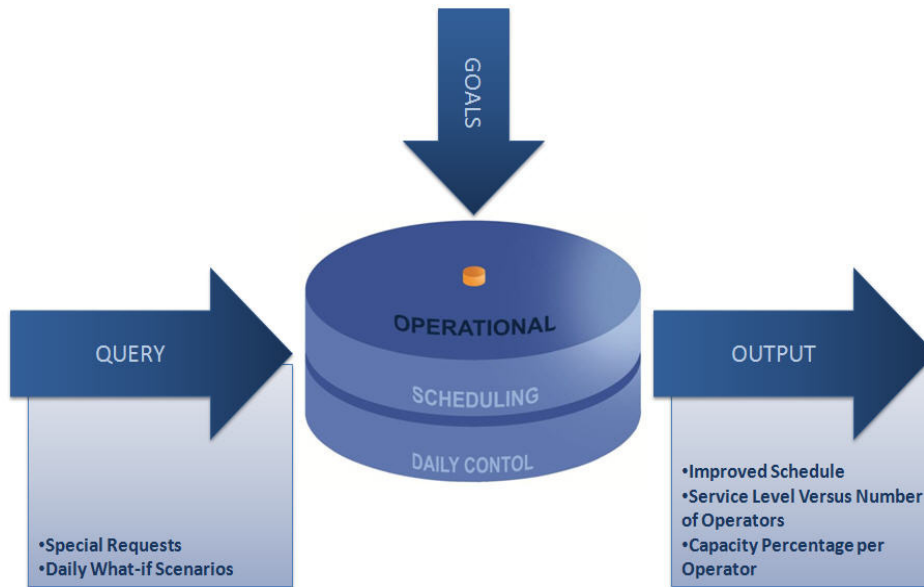 GOALS
QUERY
OPERATIONAL
SCHEDULING
DAILY CONTOL
OUTPUT
•Special Requests
•Daily What-if Scenarios
•Improved Schedule
•Service Level Versus Number
of Operators
•Capacity Percentage per
Operator